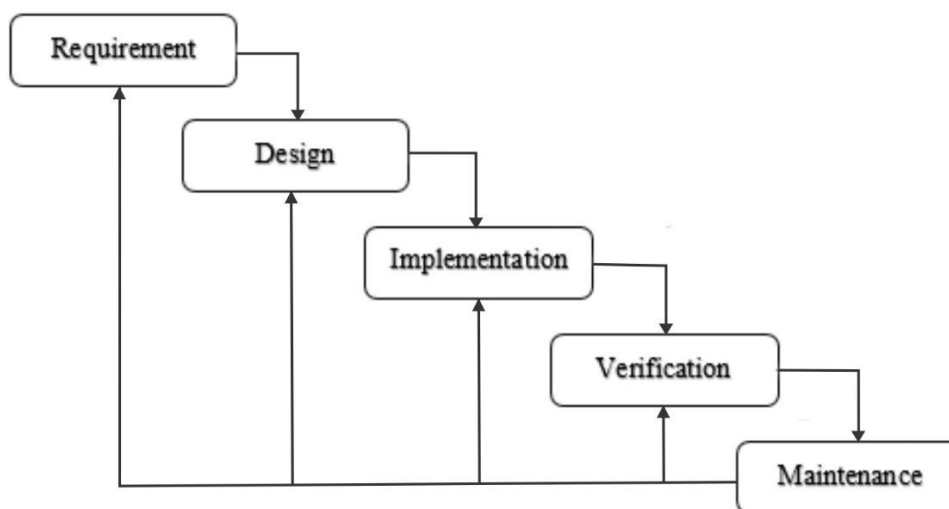 Requirement
Design
Implementation
Verification
Maintenance